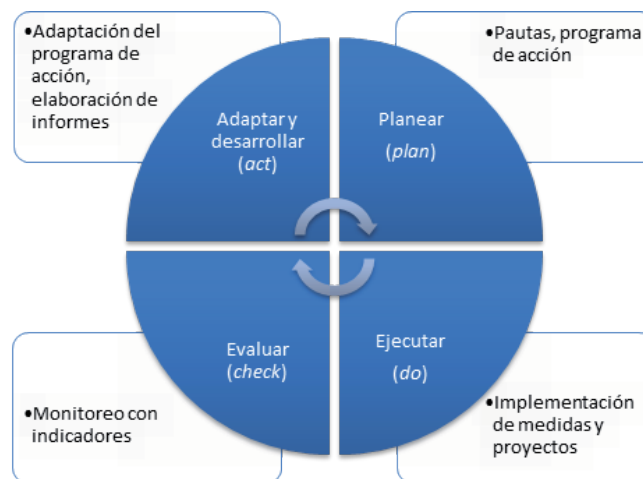 •Adaptación del
programa de
acción,
elaboración de
informes
•Pautas, programa
de acción
Adaptar y
desarrollar
(act)
Planear
(plan)
Evaluar
(check)
Ejecutar
(do)
•Monitoreo con
indicadores
•Implementación
de medidas y
proyectos